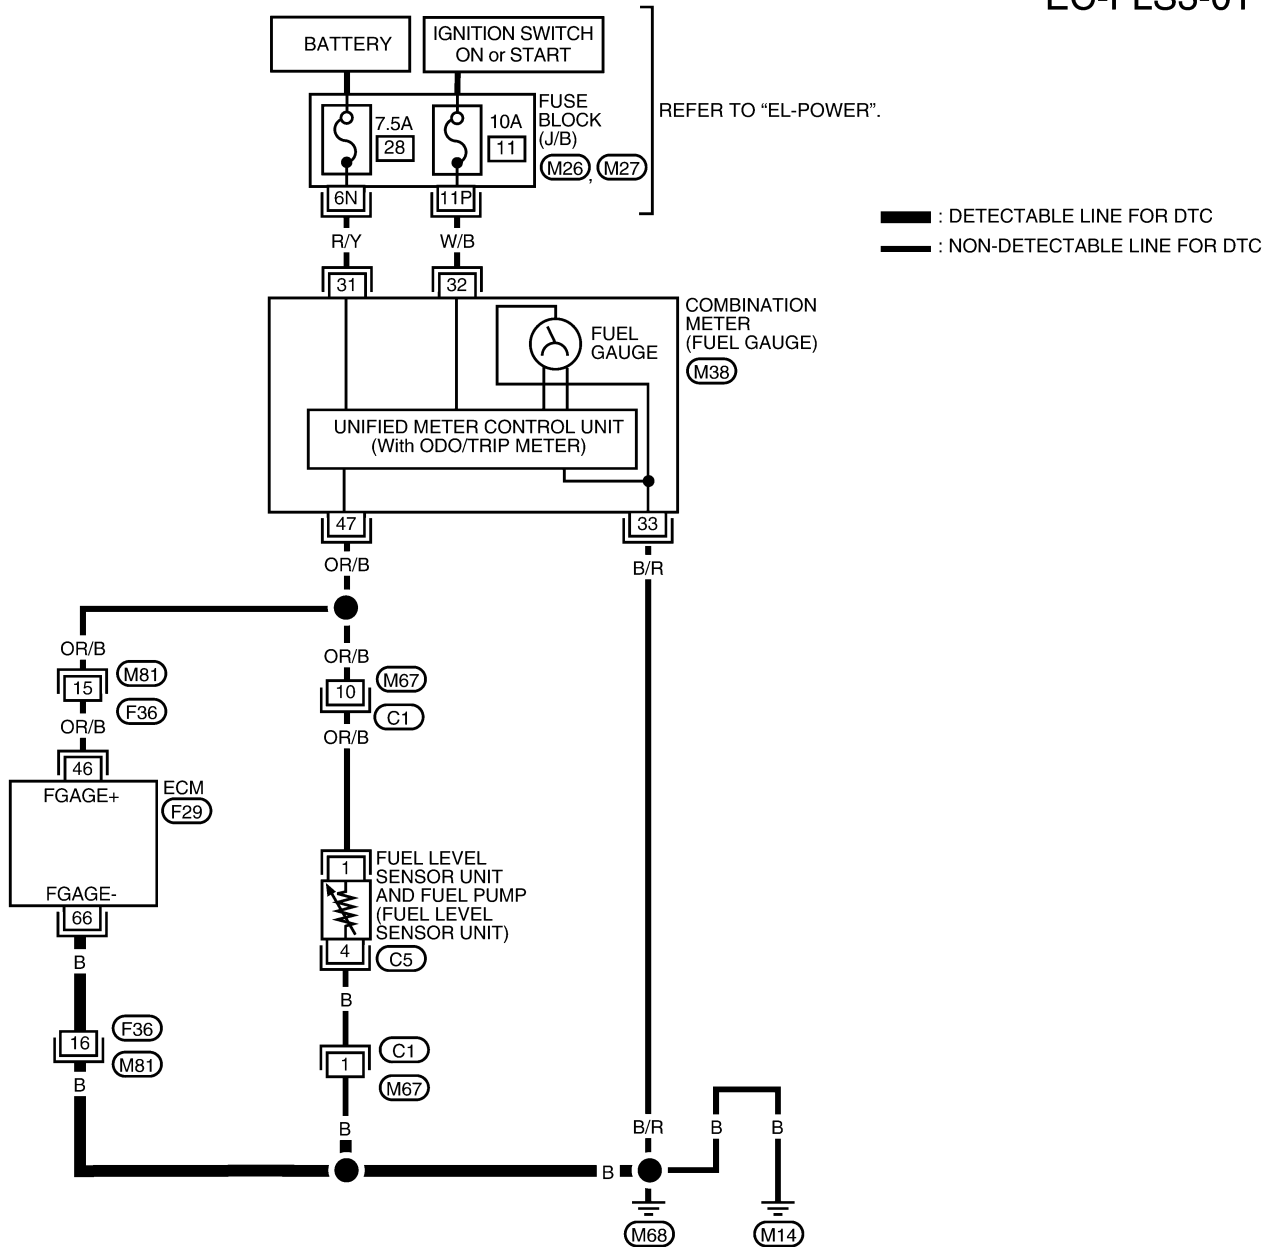 BATTERY
IGNITION SWITCH
ON or START
7.5A
28
10A
11
FUSE
BLOCK
(J/B)
M26, M27
REFER TO “EL-POWER”.
6N
11P
R/Y
W/B
: DETECTABLE LINE FOR DTC
: NON-DETECTABLE LINE FOR DTC
31
32
FUEL
GAUGE
COMBINATION
METER
(FUEL GAUGE)
M38
UNIFIED METER CONTROL UNIT
(With ODO/TRIP METER)
47
33
OR/B
B/R
OR/B
15
M81
F36
OR/B
46
FGAGE+
ECM
F29
FGAGE-
66
B
16
F36
M81
B
OR/B
10
M67
C1
OR/B
1
FUEL LEVEL
SENSOR UNIT
AND FUEL PUMP
(FUEL LEVEL
SENSOR UNIT)
4
C5
B
1
C1
M67
B
B/R
B
B
B
M68
M14